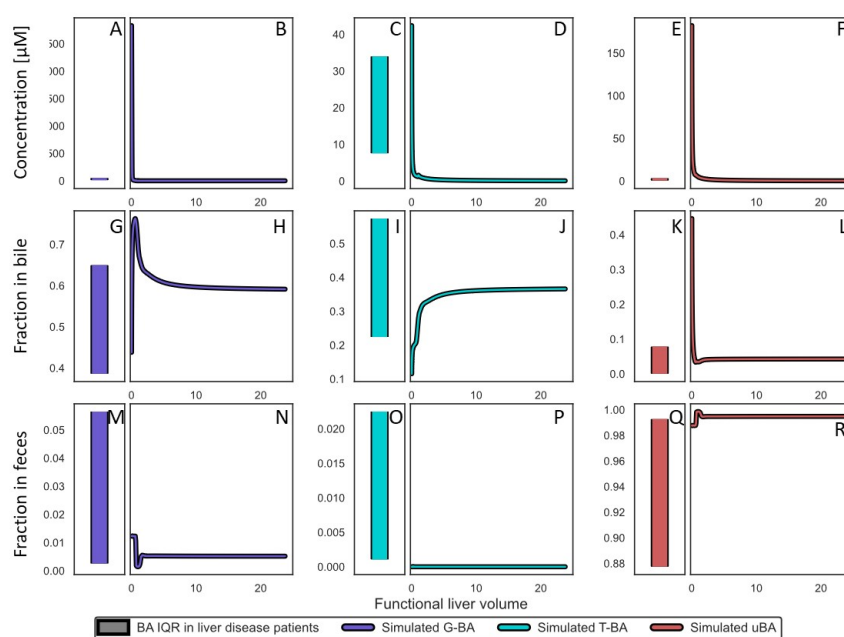 Concentration [µM]
A
B
500
000
500
000
500
0
0 20
C
D
40
30
20
10
0
0 20
E
F
150
100
50
0
0 20
Fraction in bile
G
H
0.7
0.6
0.5
0.4
0 10 20
I
J
0.5
0.4
0.3
0.2
0.1
0 10 20
K
L
0.4
0.3
0.2
0.1
0.0
0 10 20
Fraction in feces
M
N
0.05
0.04
0.03
0.02
0.01
0.00
0 10 20
O
P
0.020
0.015
0.010
0.005
0.000
0 10 20
Q
R
1.00
0.98
0.96
0.94
0.92
0.90
0.88
0 10 20
Functional liver volume
BA IQR in liver disease patients Simulated G-BA Simulated T-BA Simulated uBA